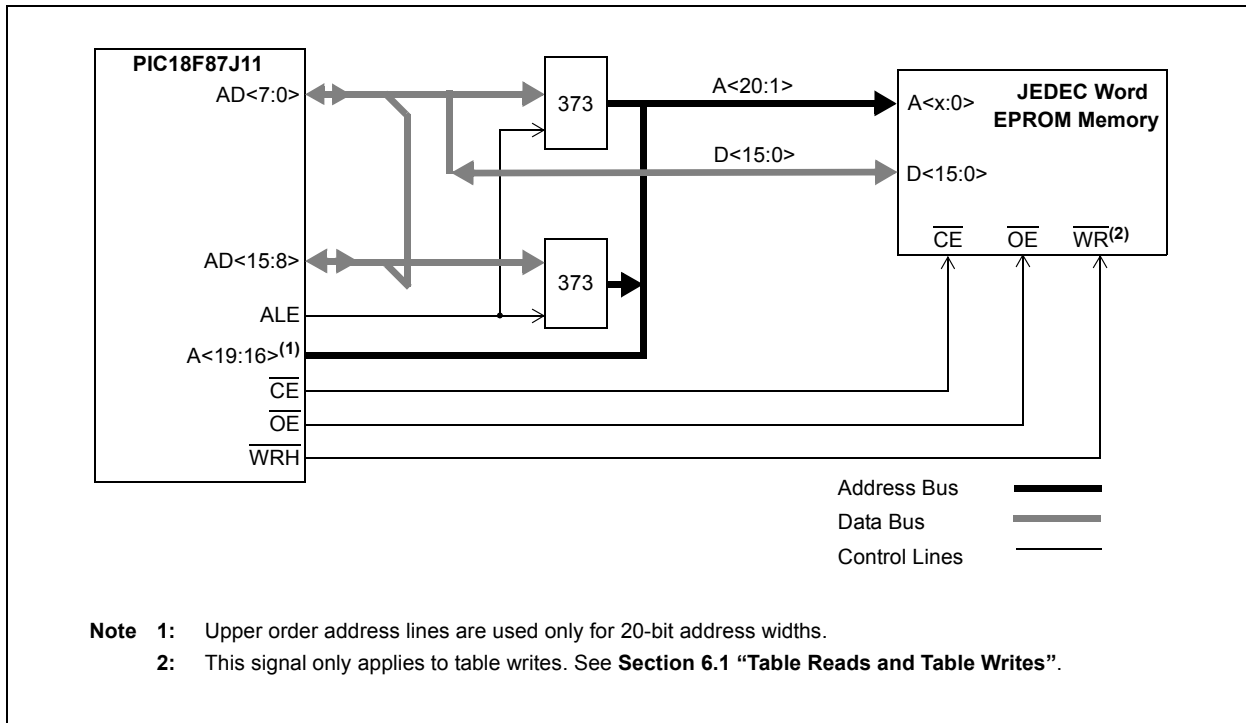 PIC18F87J11
AD<7:0>
373
A<20:1>
A<x:0>
JEDEC Word
EPROM Memory
D<15:0>
D<15:0>
CE
OE
WR(2)
AD<15:8>
373
ALE
A<19:16>(1)
CE
OE
WRH
Address Bus
Data Bus
Control Lines
Note 1: Upper order address lines are used only for 20-bit address widths.
2: This signal only applies to table writes. See Section 6.1 “Table Reads and Table Writes”.